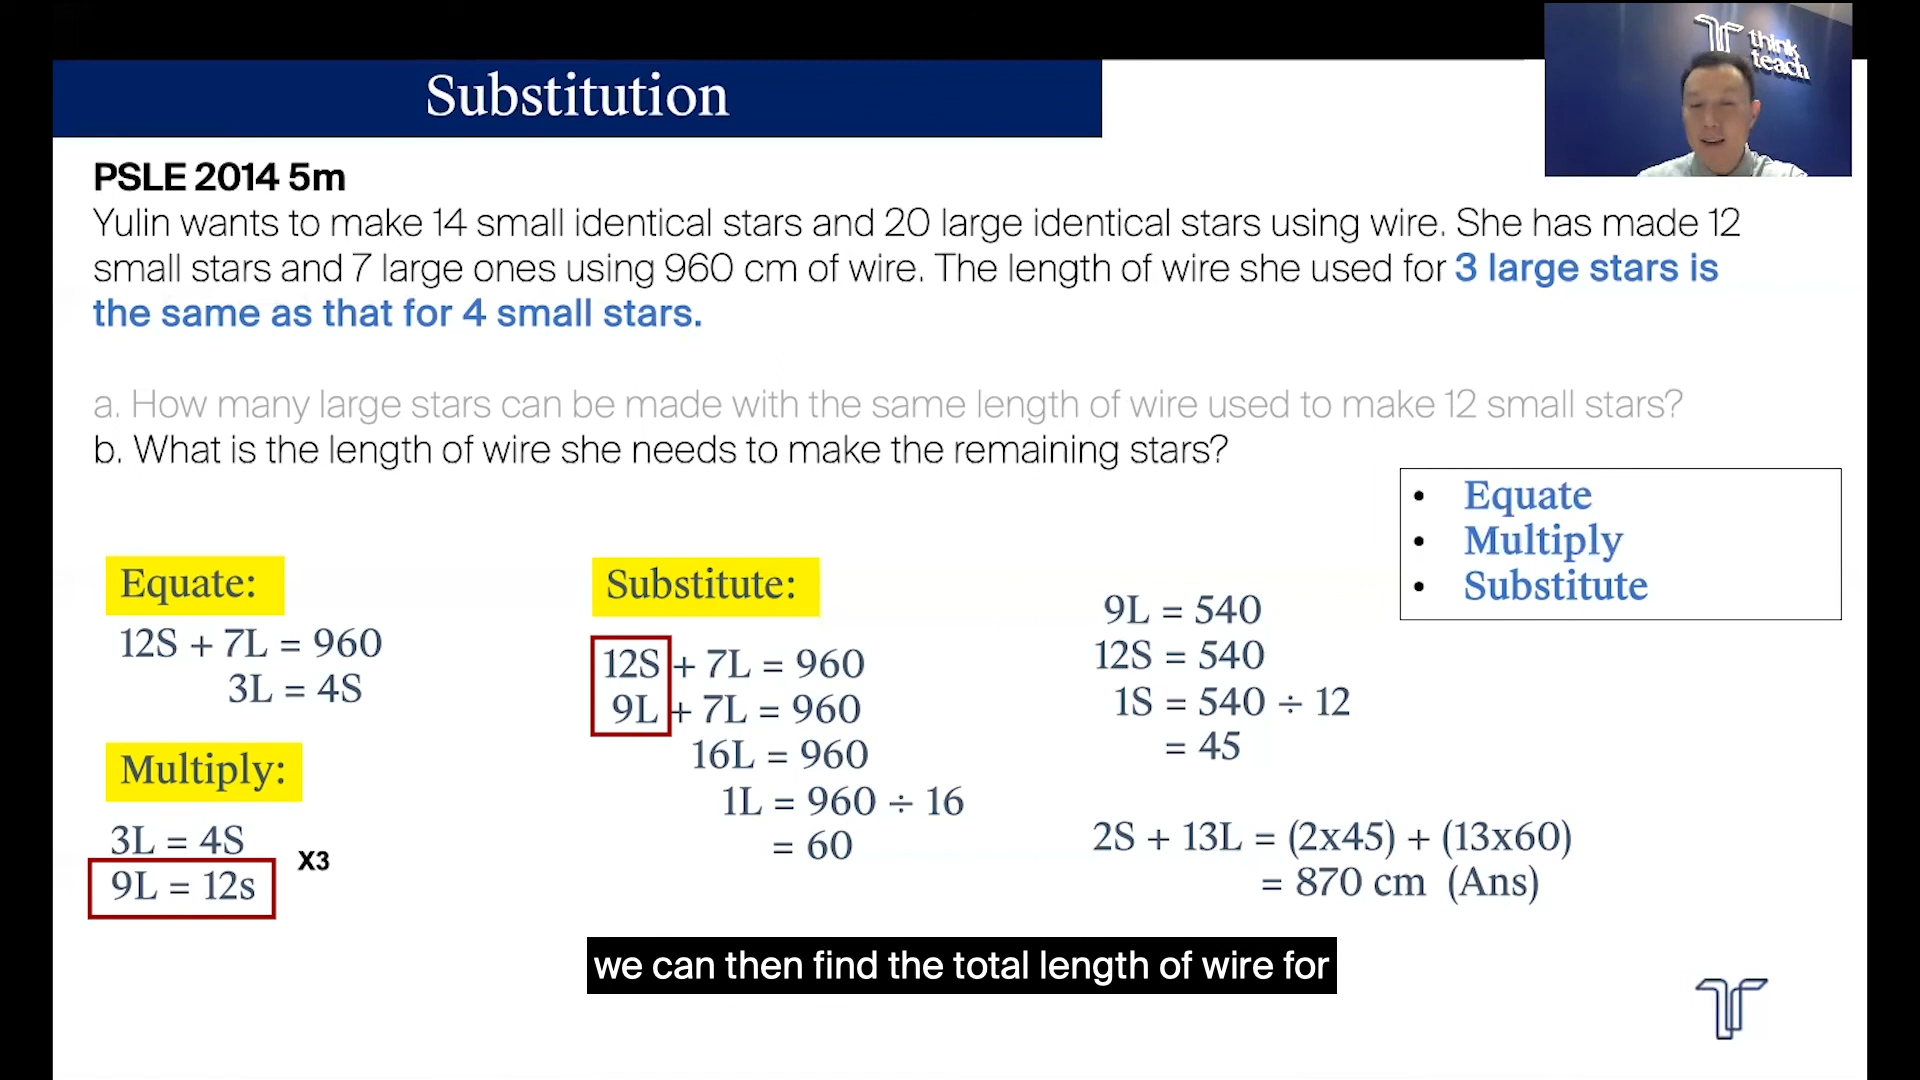 think
teach
Substitution
PSLE 2014 5m
Yulin wants to make 14 small identical stars and 20 large identical stars using wire. She has made 12
small stars and 7 large ones using 960 cm of wire. The length of wire she used for 3 large stars is
the same as that for 4 small stars.
a. How many large stars can be made with the same length of wire used to make 12 small stars?
b. What is the length of wire she needs to make the remaining stars?
• Equate
• Multiply
• Substitute
Equate:
12S + 7L = 960
3L = 4S
Multiply:
3L = 4S
X3
9L = 12s
Substitute:
12S + 7L = 960
9L + 7L = 960
16L = 960
1L = 960 ÷ 16
= 60
9L = 540
12S = 540
1S = 540 ÷ 12
= 45
2S + 13L = (2x45) + (13x60)
= 870 cm (Ans)
we can then find the total length of wire for